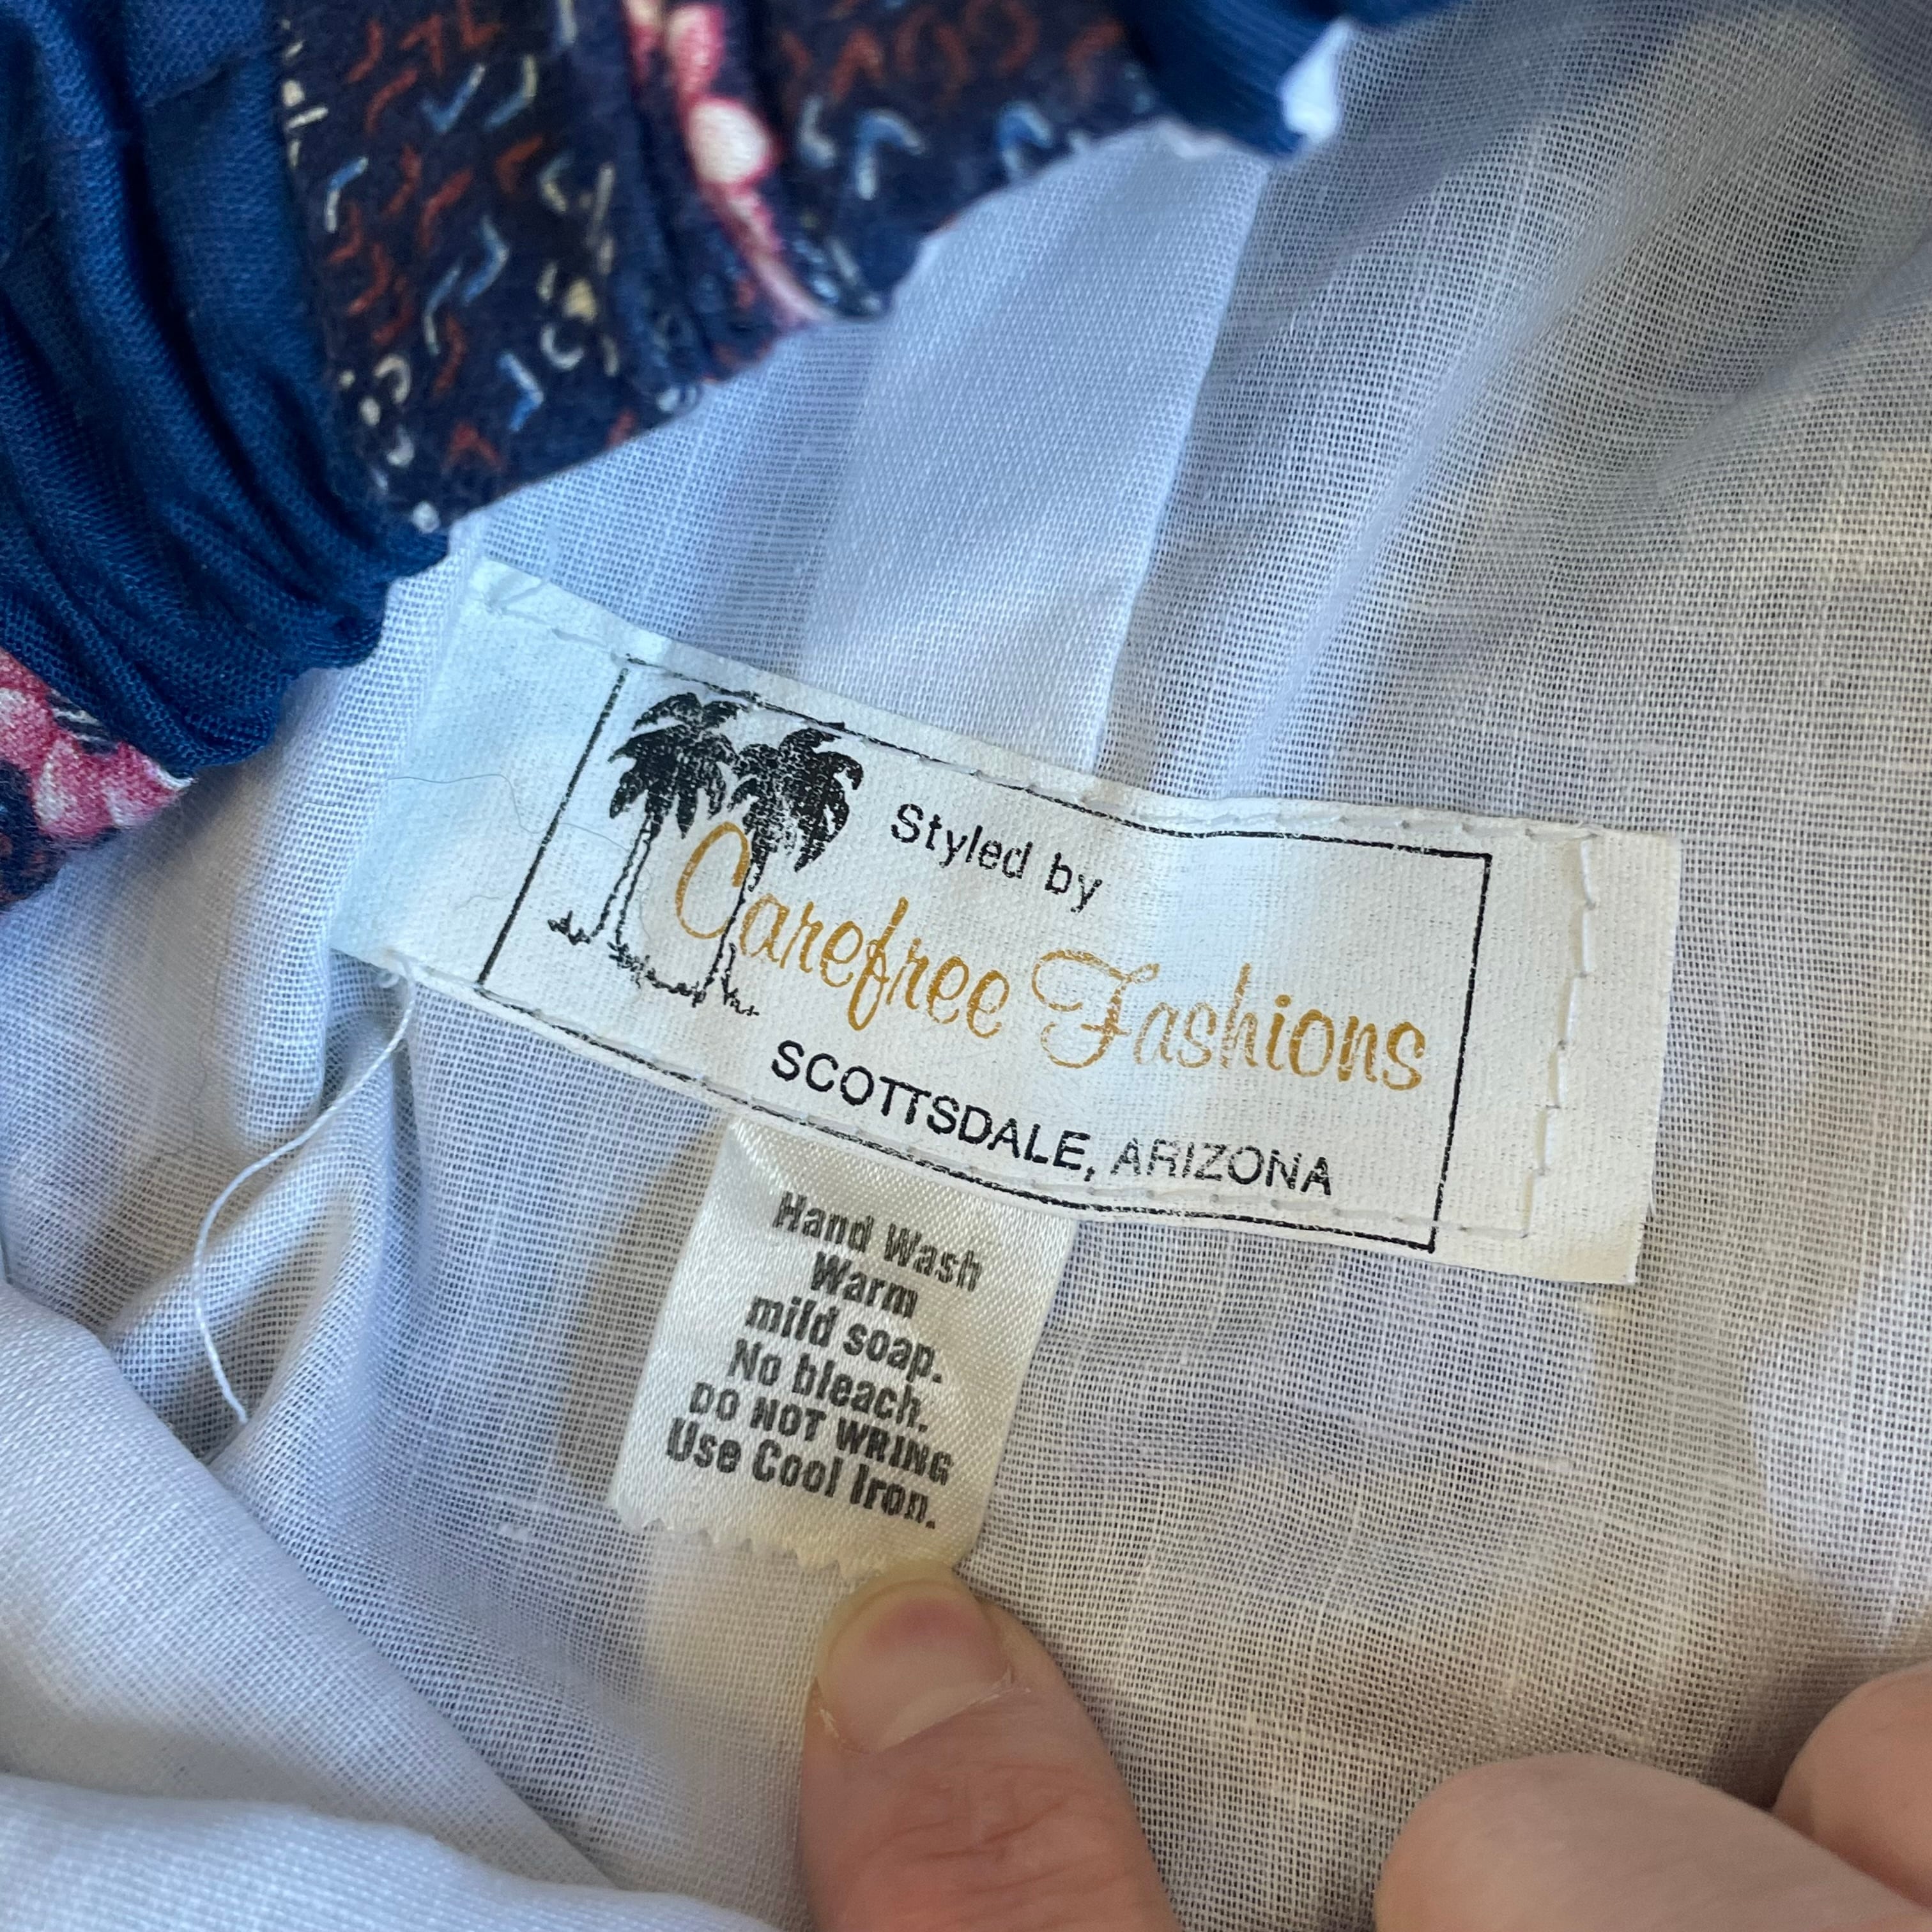 Styled by
Carefree Fashions
SCOTTSDALE, ARIZONA
Hand Wash
Warm
mild soap.
No bleach.
DO NOT WRING
Use Cool Iron.